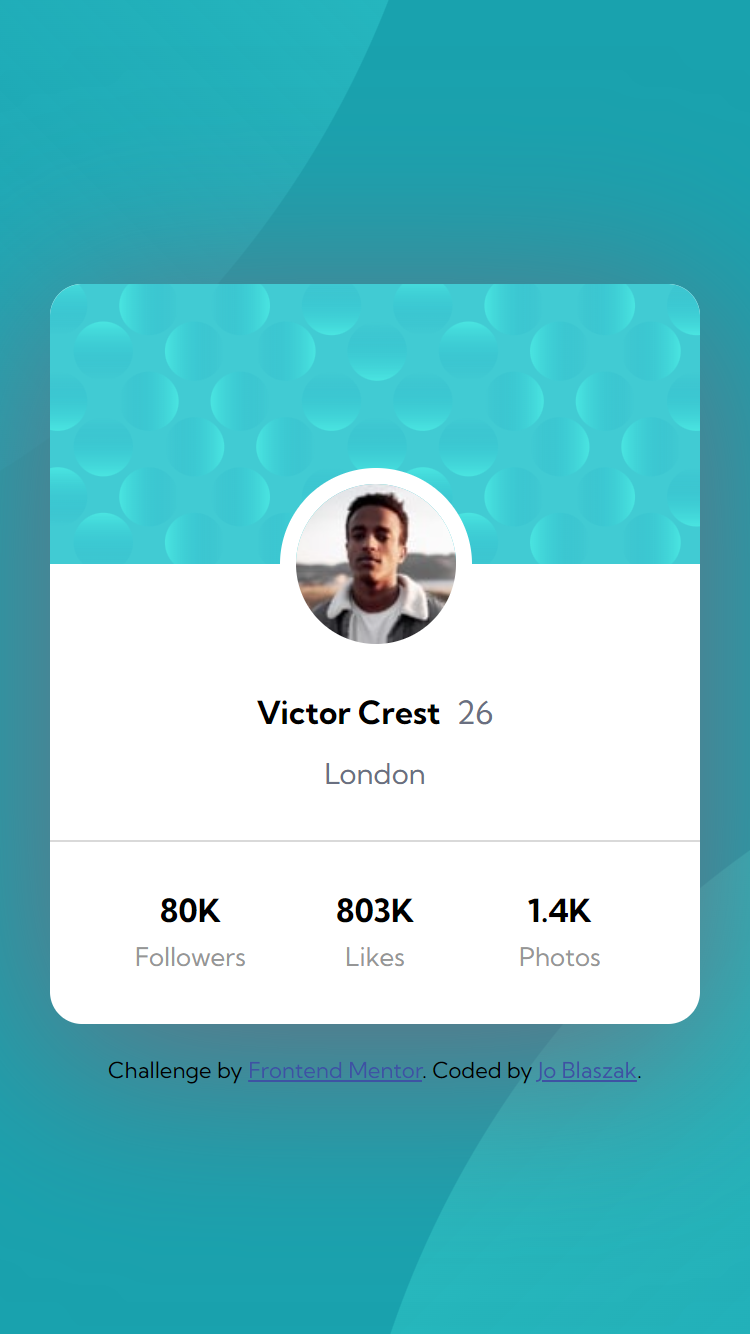 Victor Crest 26
London
80K 803K 1.4K
Followers Likes Photos
Challenge by Frontend Mentor. Coded by Jo Blaszak.